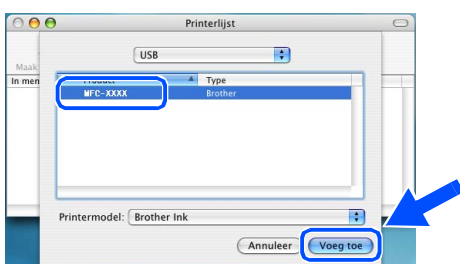 Printerlijst
USB
Maak
In men
Product Type
MFC-XXXX Brother
Printermodel: Brother Ink
Annuleer Voeg toe